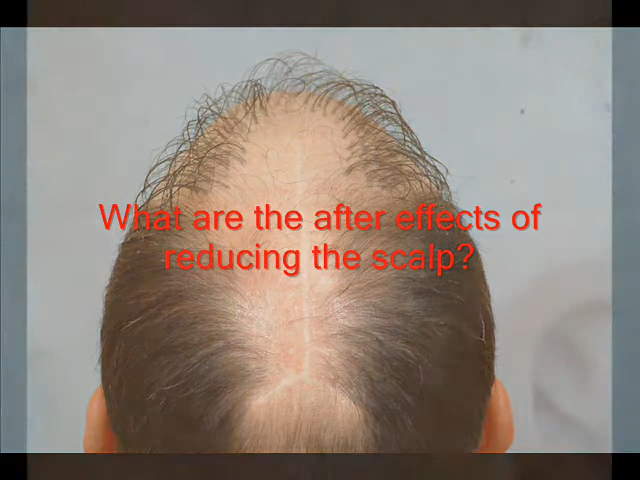 What are the after effects of
reducing the scalp?